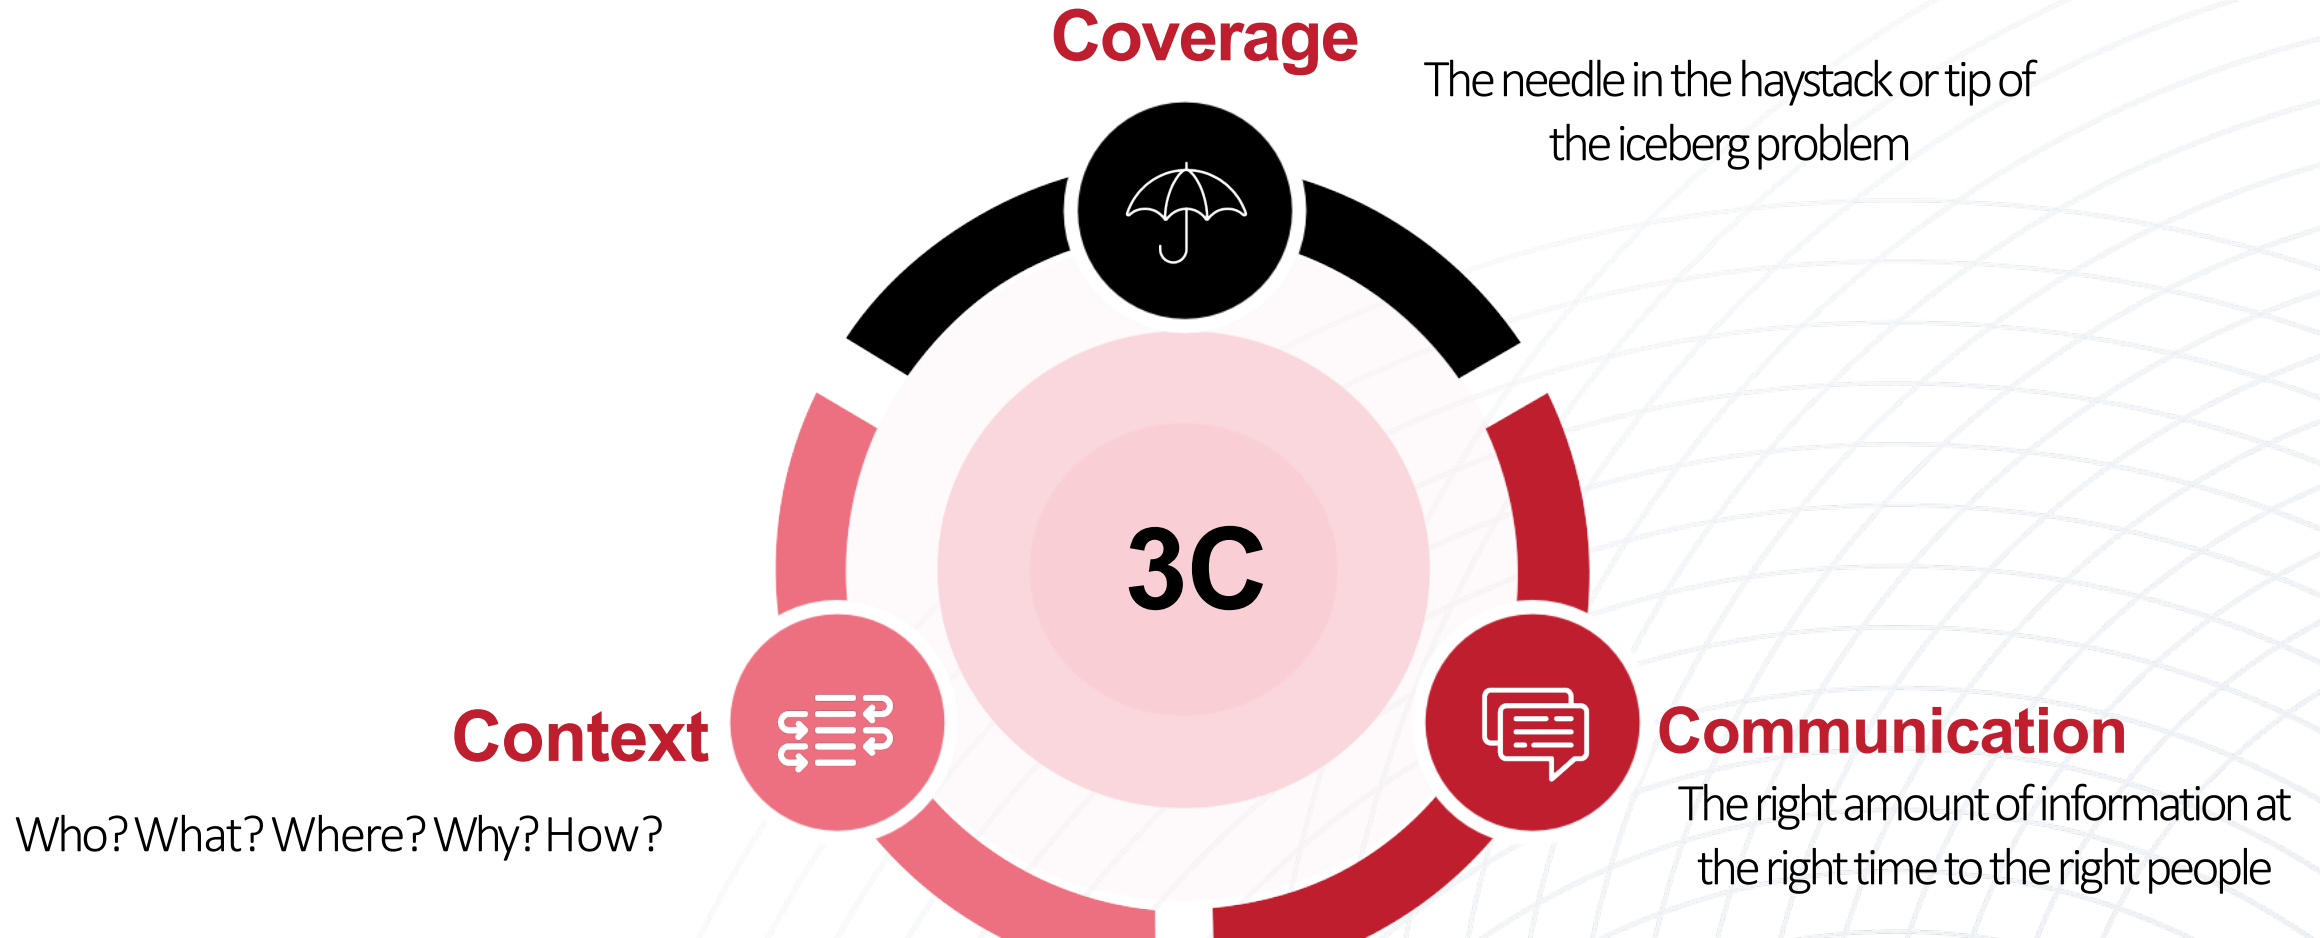 Coverage
The needle in the haystack or tip of
the iceberg problem
3C
Context
Who? What? Where? Why? How?
Communication
The right amount of information at
the right time to the right people